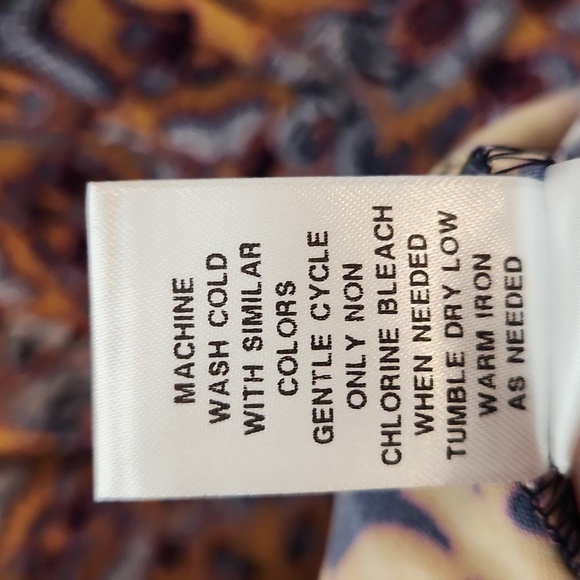 MACHINE
WASH COLD
WITH SIMILAR
COLORS
GENTLE CYCLE
ONLY NON
CHLORINE BLEACH
WHEN NEEDED
TUMBLE DRY LOW
WARM IRON
AS NEEDED